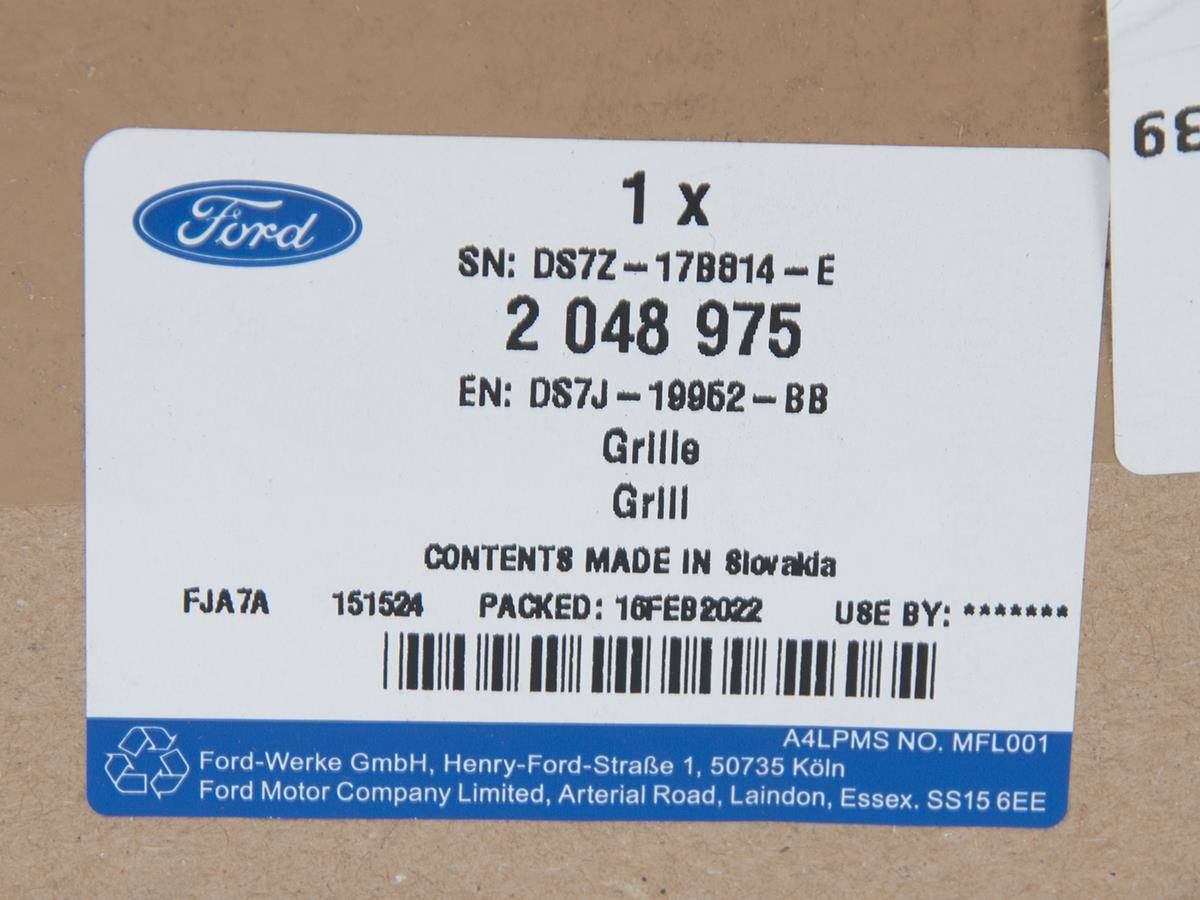 Ford
1 x
SN: DS7Z-17B814-E
2 048 975
EN: DS7J-19952-BB
Grille
Grill
CONTENTS MADE IN Slovakia
FJA7A 151524 PACKED: 16FEB2022 USE BY: *******
A4LPMS NO. MFL001
Ford-Werke GmbH, Henry-Ford-Straße 1, 50735 Köln
Ford Motor Company Limited, Arterial Road, Laindon, Essex. SS15 6EE